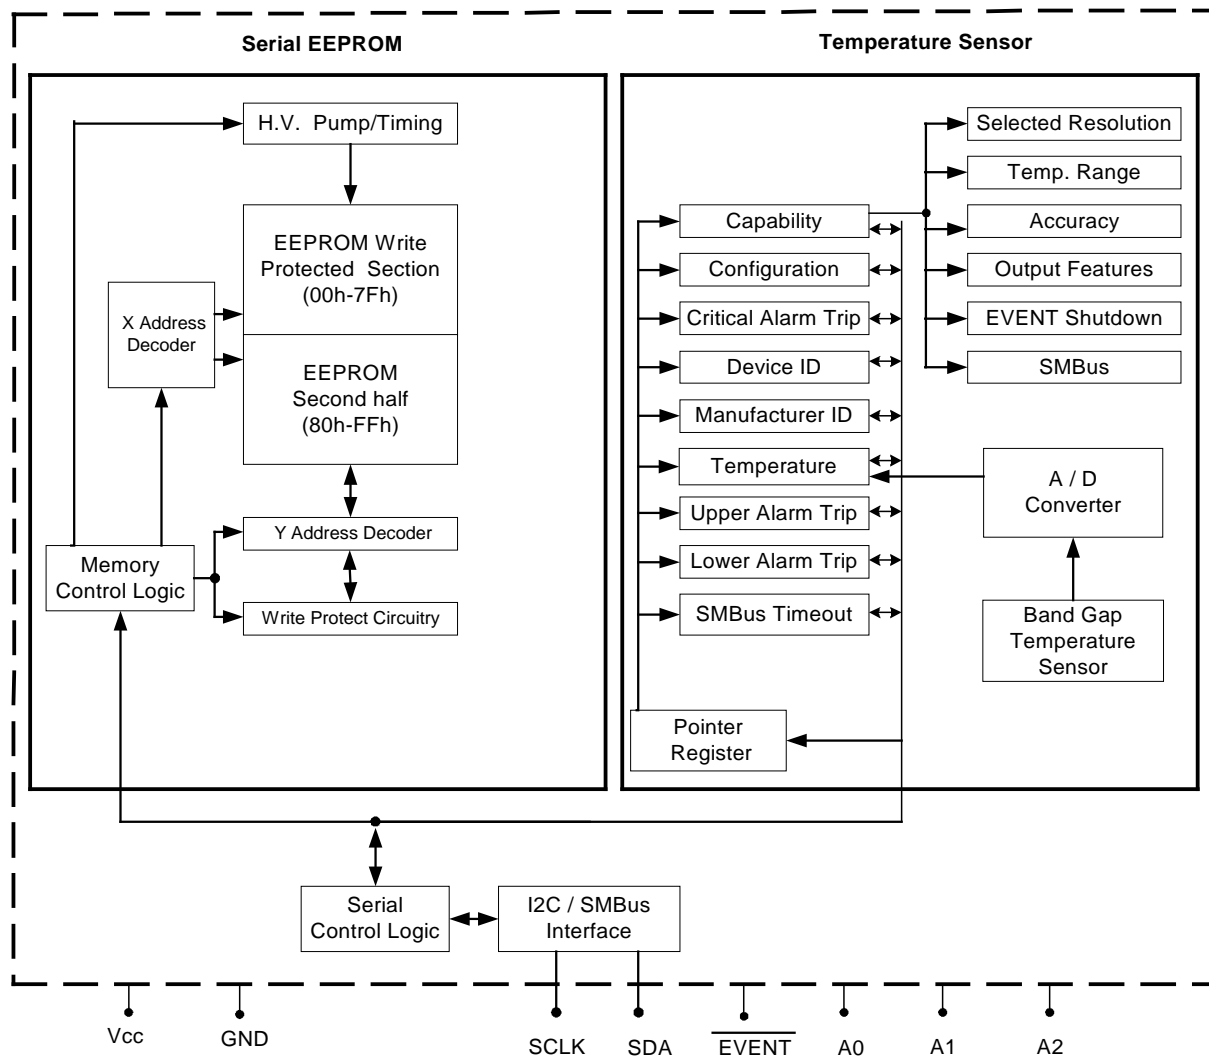 Serial EEPROM
Temperature Sensor
H.V. Pump/Timing
EEPROM Write
Protected Section
(00h-7Fh)
X Address
Decoder
EEPROM
Second half
(80h-FFh)
Y Address Decoder
Memory
Control Logic
Write Protect Circuitry
Capability
Configuration
Critical Alarm Trip
Device ID
Manufacturer ID
Temperature
Upper Alarm Trip
Lower Alarm Trip
SMBus Timeout
Pointer
Register
Selected Resolution
Temp. Range
Accuracy
Output Features
EVENT Shutdown
SMBus
A / D
Converter
Band Gap
Temperature
Sensor
Serial
Control Logic
I2C / SMBus
Interface
Vcc
GND
SCLK
SDA
EVENT
A0
A1
A2